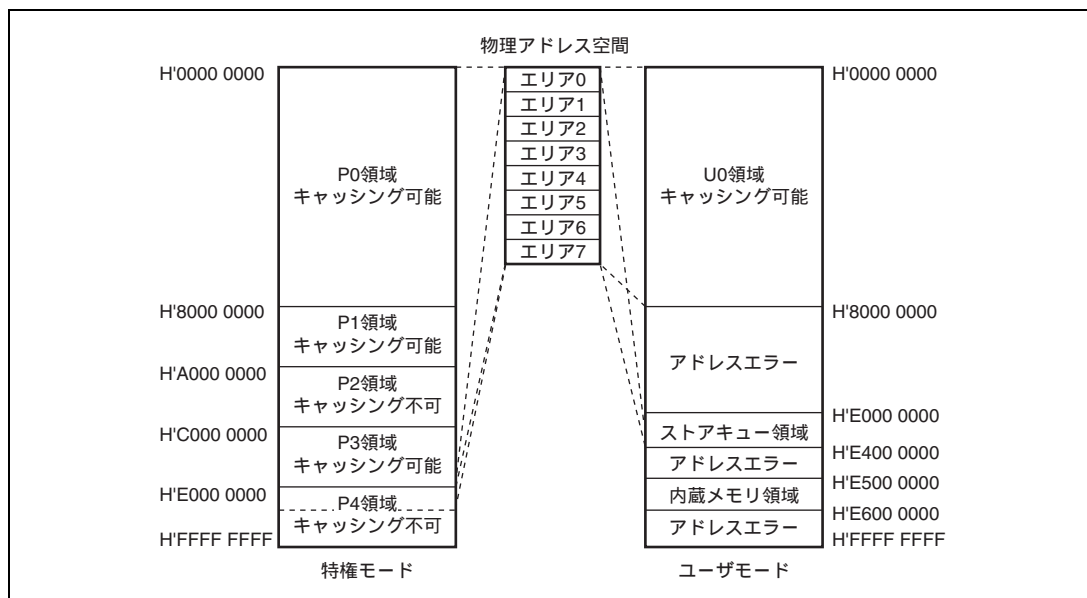 物理アドレス空間
H'0000 0000
P0領域
キャッシング可能
H'8000 0000
P1領域
キャッシング可能
H'A000 0000
P2領域
キャッシング不可
H'C000 0000
P3領域
キャッシング可能
H'E000 0000
P4領域
キャッシング不可
H'FFFF FFFF
特権モード
エリア0
エリア1
エリア2
エリア3
エリア4
エリア5
エリア6
エリア7
H'0000 0000
U0領域
キャッシング可能
H'8000 0000
アドレスエラー
H'E000 0000
ストアキュー領域
H'E400 0000
アドレスエラー
H'E500 0000
内蔵メモリ領域
H'E600 0000
アドレスエラー
H'FFFF FFFF
ユーザモード